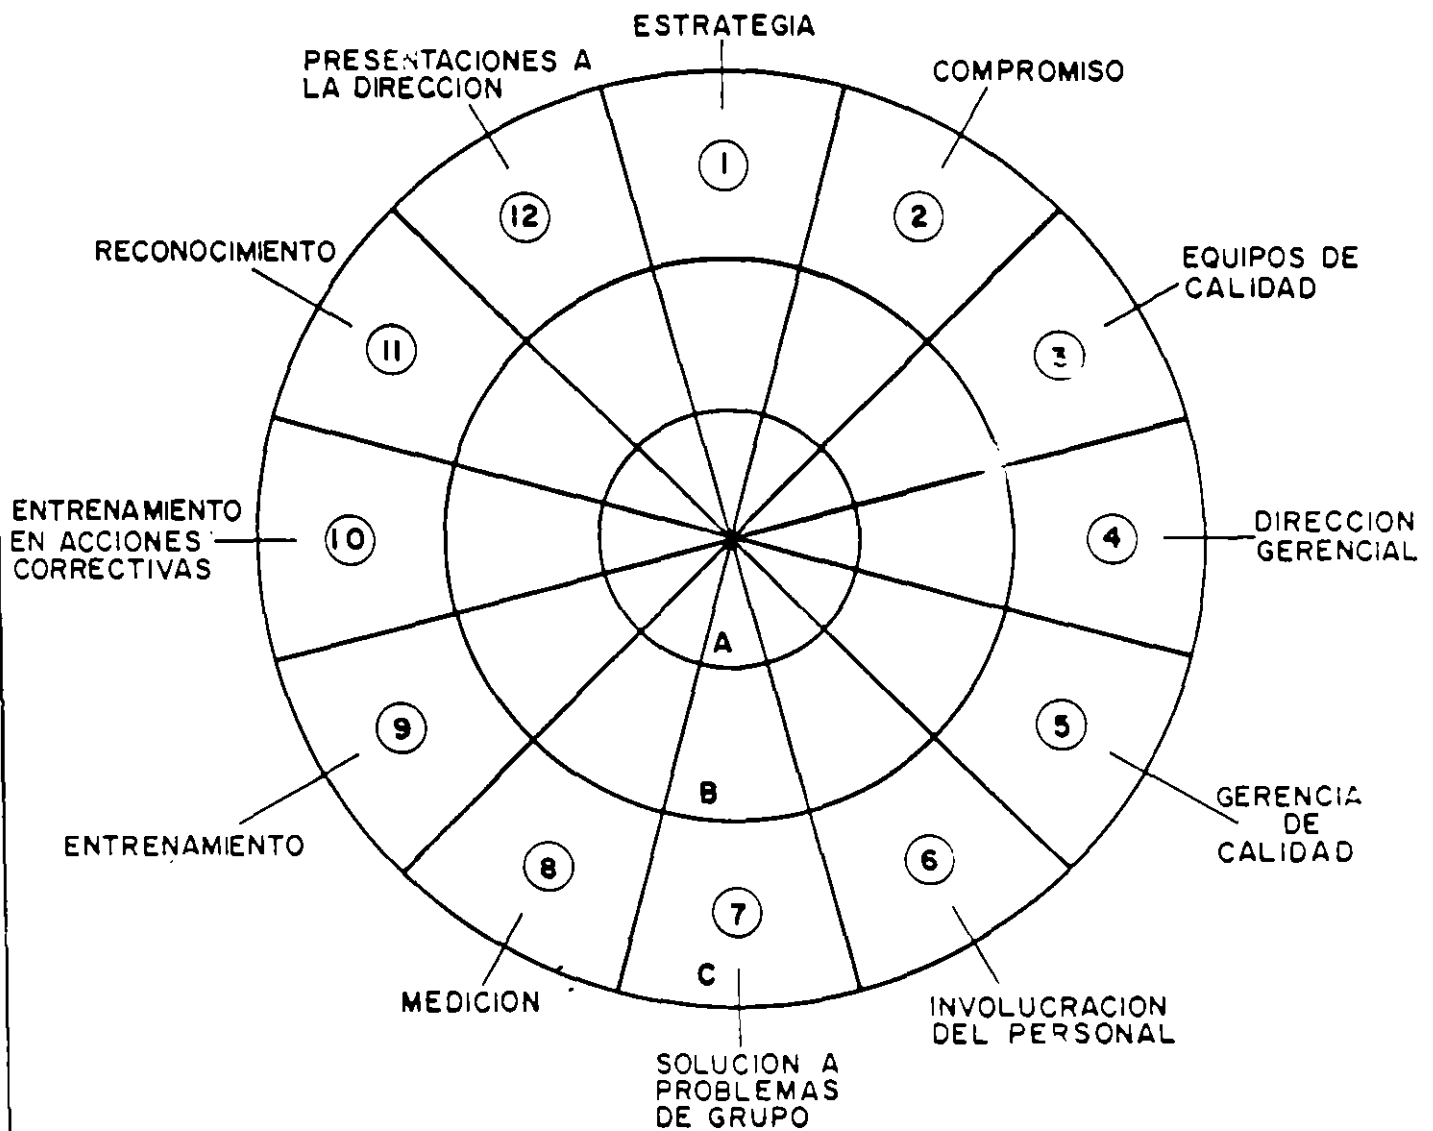 ESTRATEGIA
1
COMPROMISO
2
EQUIPOS DE
CALIDAD
3
DIRECCION
GERENCIAL
4
GERENCIA
DE
CALIDAD
5
INVOLUCRACION
DEL PERSONAL
6
SOLUCION A
PROBLEMAS
DE GRUPO
7
MEDICION
8
ENTRENAMIENTO
9
ENTRENAMIENTO
EN ACCIONES
CORRECTIVAS
10
RECONOCIMIENTO
11
PRESENTACIONES A
LA DIRECCION
12
A
B
C